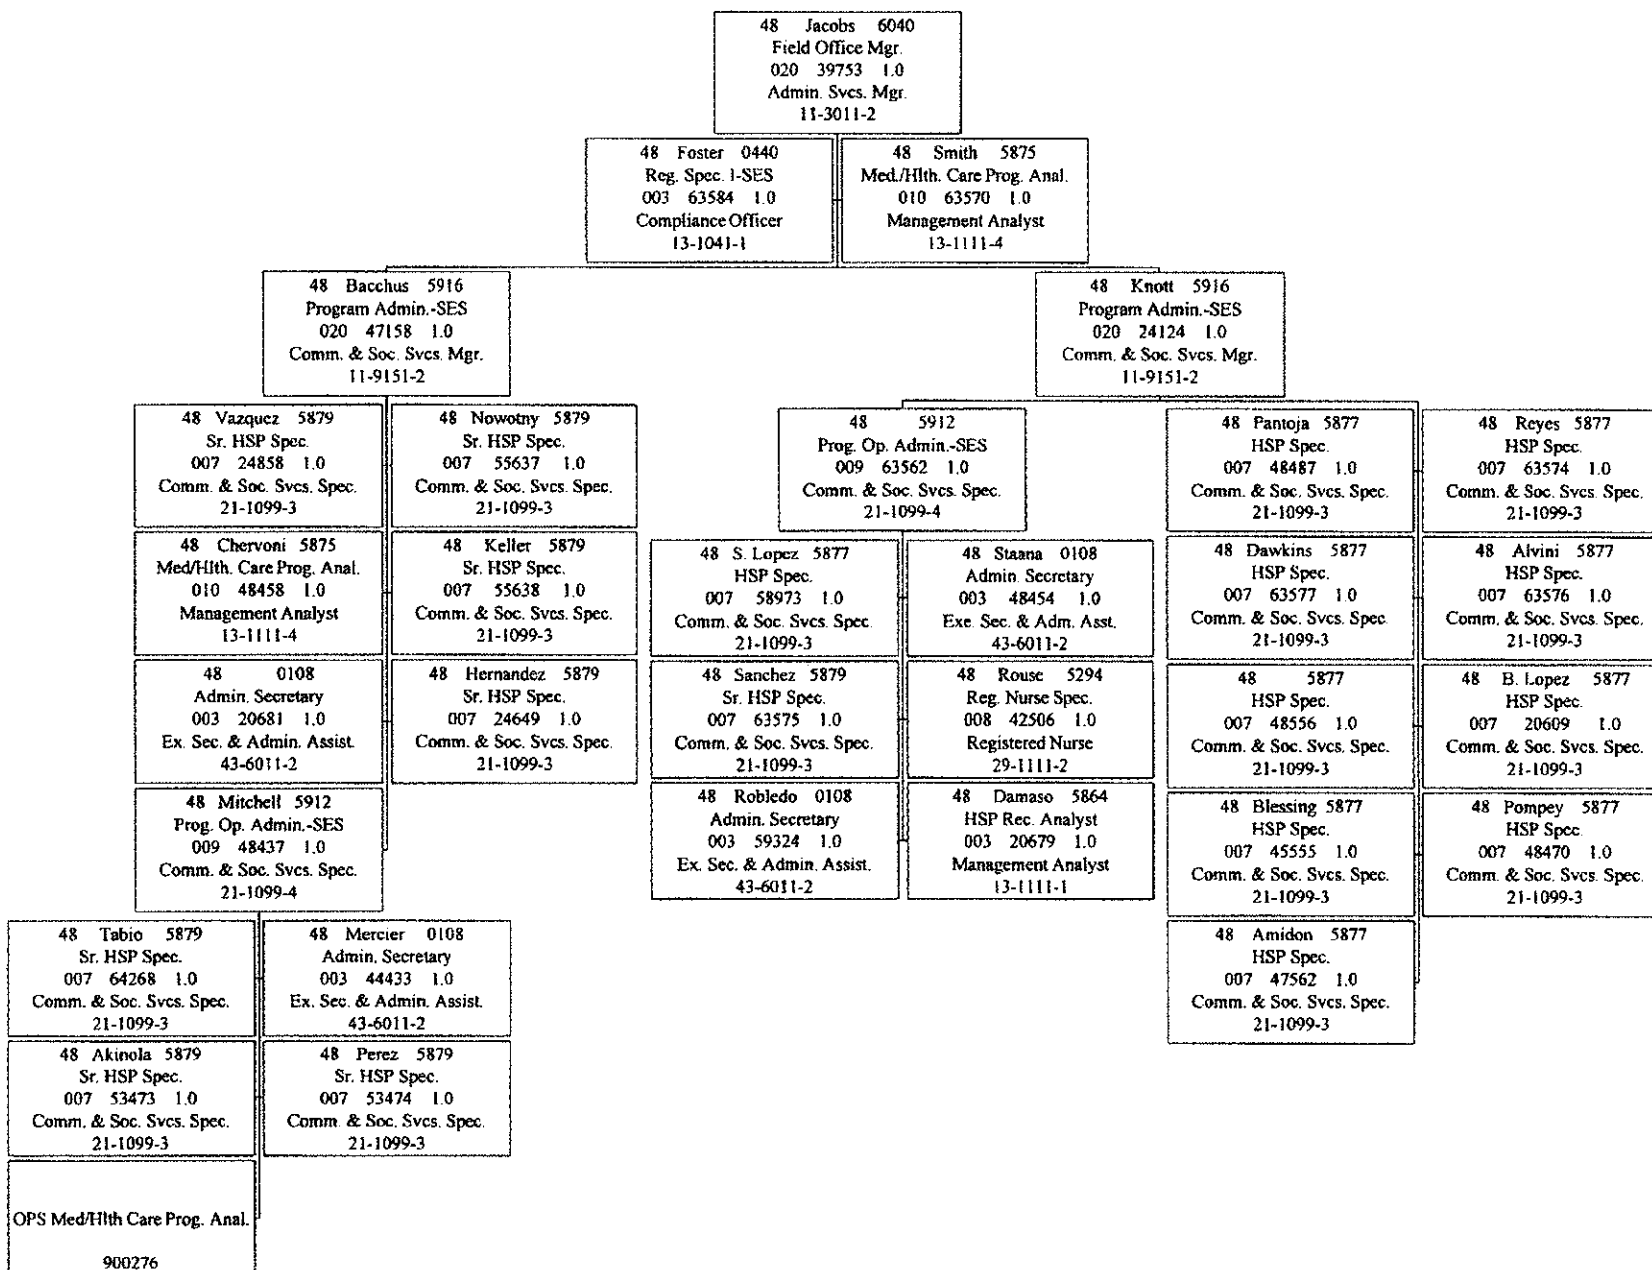 48 Jacobs 6040
Field Office Mgr.
020 39753 1.0
Admin. Svcs. Mgr.
11-3011-2
48 Foster 0440
Reg. Spec. I-SES
003 63584 1.0
Compliance Officer
13-1041-1
48 Smith 5875
Med./Hlth. Care Prog. Anal.
010 63570 1.0
Management Analyst
13-1111-4
48 Bacchus 5916
Program Admin.-SES
020 47158 1.0
Comm. & Soc. Svcs. Mgr.
11-9151-2
48 Knott 5916
Program Admin.-SES
020 24124 1.0
Comm. & Soc. Svcs. Mgr.
11-9151-2
48 Vazquez 5879
Sr. HSP Spec.
007 24858 1.0
Comm. & Soc. Svcs. Spec.
21-1099-3
48 Nowotny 5879
Sr. HSP Spec.
007 55637 1.0
Comm. & Soc. Svcs. Spec.
21-1099-3
48 Chervoni 5875
Med/Hlth. Care Prog. Anal.
010 48458 1.0
Management Analyst
13-1111-4
48 Keller 5879
Sr. HSP Spec.
007 55638 1.0
Comm. & Soc. Svcs. Spec.
21-1099-3
48 0108
Admin. Secretary
003 20681 1.0
Ex. Sec. & Admin. Assist.
43-6011-2
48 Hernandez 5879
Sr. HSP Spec.
007 24649 1.0
Comm. & Soc. Svcs. Spec.
21-1099-3
48 Mitchell 5912
Prog. Op. Admin.-SES
009 48437 1.0
Comm. & Soc. Svcs. Spec.
21-1099-4
48 Tabio 5879
Sr. HSP Spec.
007 64268 1.0
Comm. & Soc. Svcs. Spec.
21-1099-3
48 Mercier 0108
Admin. Secretary
003 44433 1.0
Ex. Sec. & Admin. Assist.
43-6011-2
48 Akinola 5879
Sr. HSP Spec.
007 53473 1.0
Comm. & Soc. Svcs. Spec.
21-1099-3
48 Perez 5879
Sr. HSP Spec.
007 53474 1.0
Comm. & Soc. Svcs. Spec.
21-1099-3
OPS Med/Hlth Care Prog. Anal.
900276
48 5912
Prog. Op. Admin.-SES
009 63562 1.0
Comm. & Soc. Svcs. Spec.
21-1099-4
48 S. Lopez 5877
HSP Spec.
007 58973 1.0
Comm. & Soc. Svcs. Spec.
21-1099-3
48 Staana 0108
Admin. Secretary
003 48454 1.0
Exe. Sec. & Adm. Asst.
43-6011-2
48 Sanchez 5879
Sr. HSP Spec.
007 63575 1.0
Comm. & Soc. Svcs. Spec.
21-1099-3
48 Rouse 5294
Reg. Nurse Spec.
008 42506 1.0
Registered Nurse
29-1111-2
48 Robledo 0108
Admin. Secretary
003 59324 1.0
Ex. Sec. & Admin. Assist.
43-6011-2
48 Damaso 5864
HSP Rec. Analyst
003 20679 1.0
Management Analyst
13-1111-1
48 Pantoja 5877
HSP Spec.
007 48487 1.0
Comm. & Soc. Svcs. Spec.
21-1099-3
48 Reyes 5877
HSP Spec.
007 63574 1.0
Comm. & Soc. Svcs. Spec.
21-1099-3
48 Dawkins 5877
HSP Spec.
007 63577 1.0
Comm. & Soc. Svcs. Spec.
21-1099-3
48 Alvini 5877
HSP Spec.
007 63576 1.0
Comm. & Soc. Svcs. Spec.
21-1099-3
48 5877
HSP Spec.
007 48556 1.0
Comm. & Soc. Svcs. Spec.
21-1099-3
48 B. Lopez 5877
HSP Spec.
007 20609 1.0
Comm. & Soc. Svcs. Spec.
21-1099-3
48 Blessing 5877
HSP Spec.
007 45555 1.0
Comm. & Soc. Svcs. Spec.
21-1099-3
48 Pompey 5877
HSP Spec.
007 48470 1.0
Comm. & Soc. Svcs. Spec.
21-1099-3
48 Amidon 5877
HSP Spec.
007 47562 1.0
Comm. & Soc. Svcs. Spec.
21-1099-3